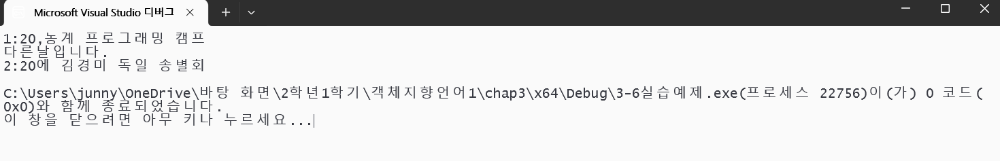 Microsoft Visual Studio 디버그
1:20,농계 프로그래밍 캠프
다른날입니다.
2:20에 김경미 독일 송별회
C:\Users\junny\OneDrive\바탕 화면\2학년1학기\객체지향언어1\chap3\x64\Debug\3-6실습예제.exe(프로세스 22756)이(가) 0 코드(
0x0)와 함께 종료되었습니다.
이 창을 닫으려면 아무 키나 누르세요...